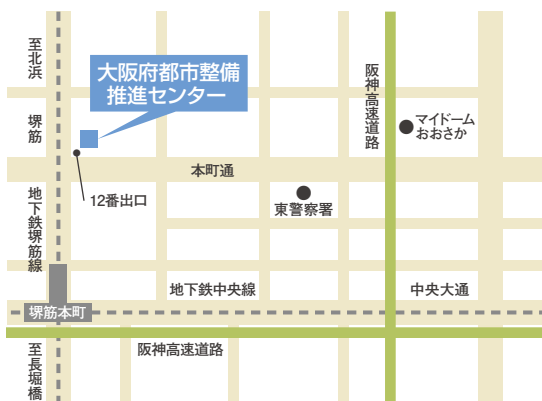 至北浜
大阪府都市整備
推進センター
阪神高速道路
堺筋
マイドーム
おおさか
本町通
12番出口
地下鉄堺筋線
東警察署
地下鉄中央線
中央大通
堺筋本町
阪神高速道路
至長堀橋